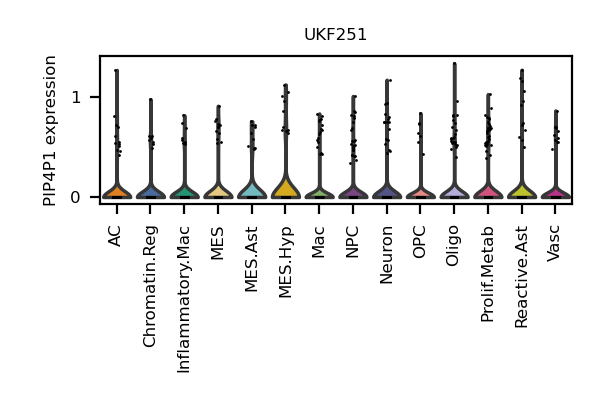 UKF251
PIP4P1 expression
1
0
AC
Chromatin.Reg
Inflammatory.Mac
MES
MES.Ast
MES.Hyp
Mac
NPC
Neuron
OPC
Oligo
Prolif.Metab
Reactive.Ast
Vasc